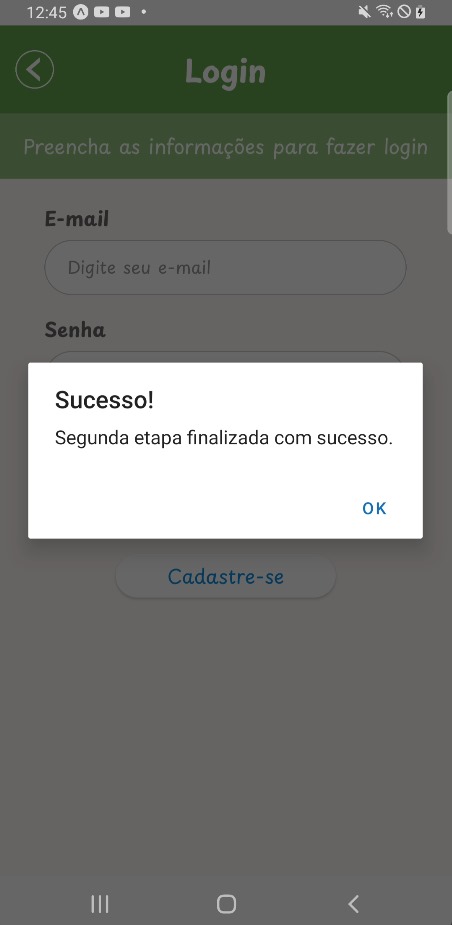 12:45
Login
Preencha as informações para fazer login
E-mail
Digite seu e-mail
Senha
Sucesso!
Segunda etapa finalizada com sucesso.
OK
Cadastre-se